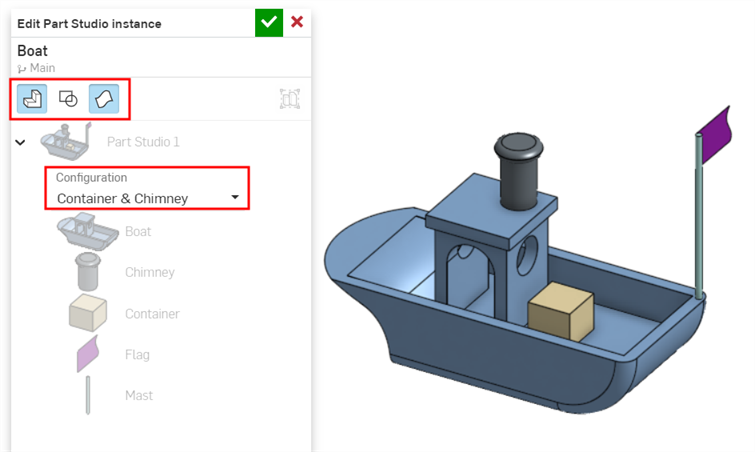 Edit Part Studio instance
Boat
Main
Part Studio 1
Configuration
Container & Chimney
Boat
Chimney
Container
Flag
Mast